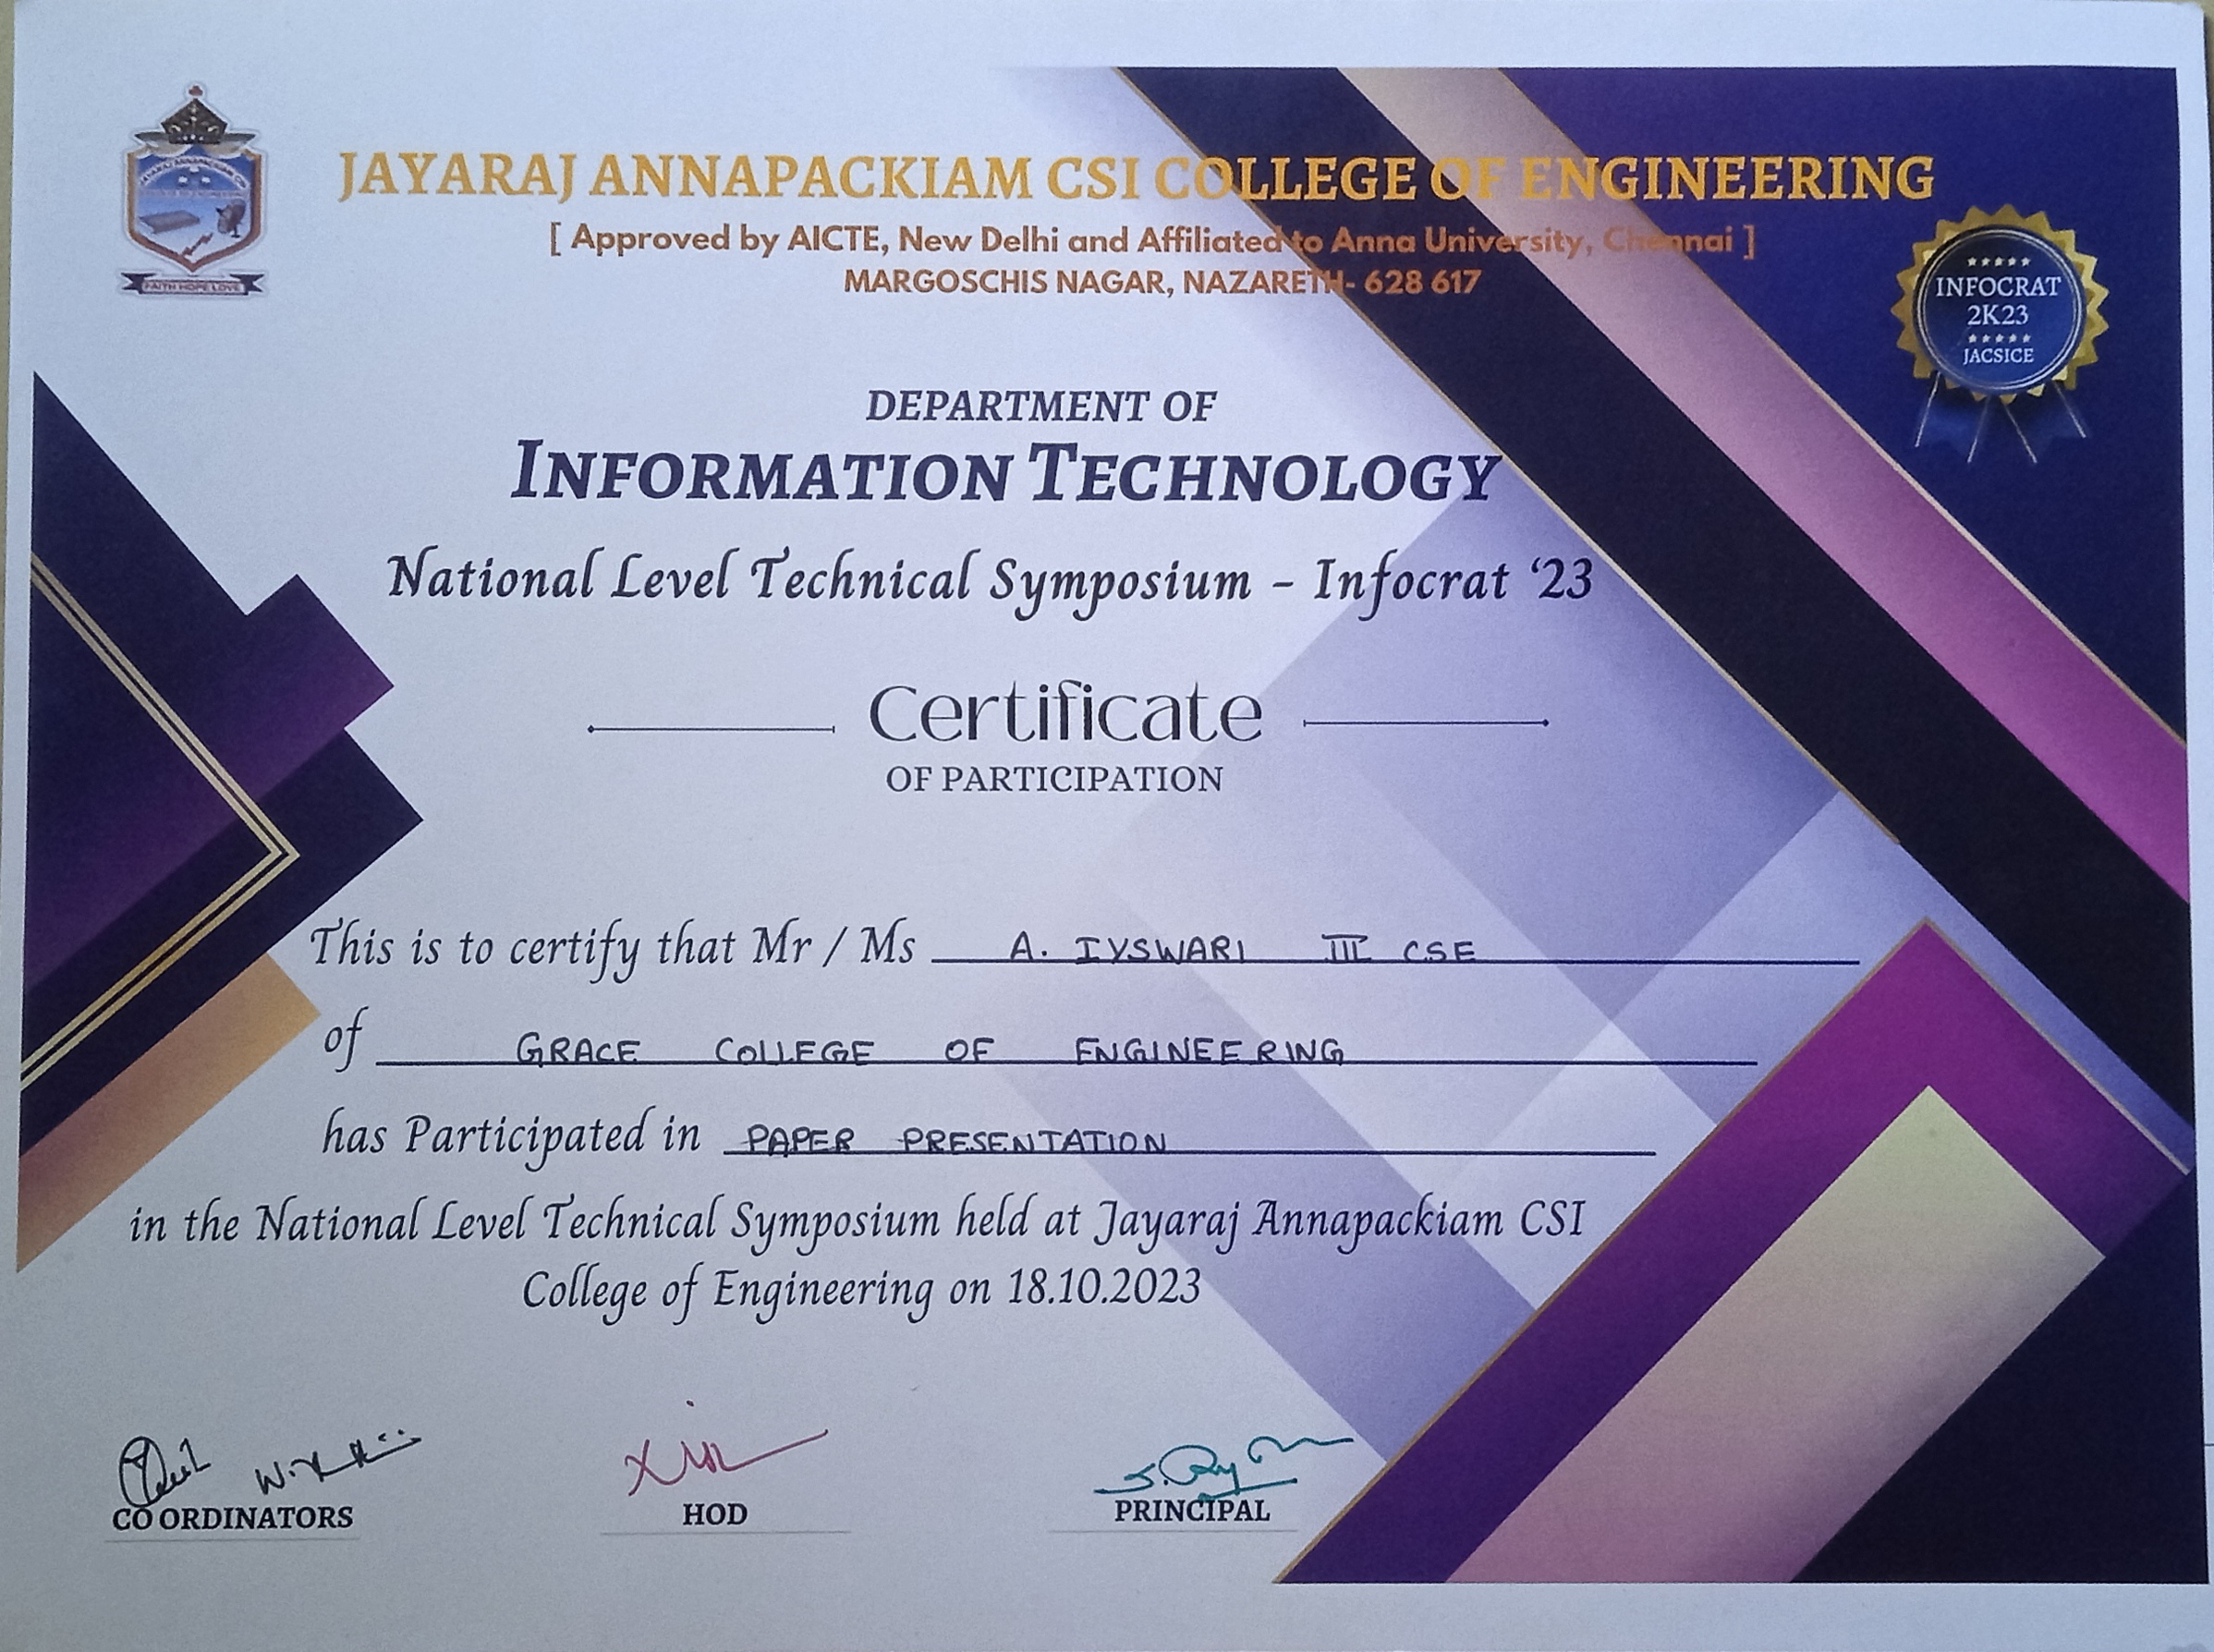 JAYARAJ ANNAPACKIAM CSI COLLEGE OF ENGINEERING
[ Approved by AICTE, New Delhi and Affiliated to Anna University, Chennai ]
MARGOSCHIS NAGAR, NAZARETH- 628 617
FAITH HOPE LOVE
INFOCRAT
2K23
JACSICE
DEPARTMENT OF
INFORMATION TECHNOLOGY
National Level Technical Symposium – Infocrat ‘23
Certificate
OF PARTICIPATION
This is to certify that Mr / Ms A. IYSWARI III CSE
of GRACE COLLEGE OF ENGINEERING
has Participated in PAPER PRESENTATION
in the National Level Technical Symposium held at Jayaraj Annapackiam CSI
College of Engineering on 18.10.2023
CO ORDINATORS HOD PRINCIPAL